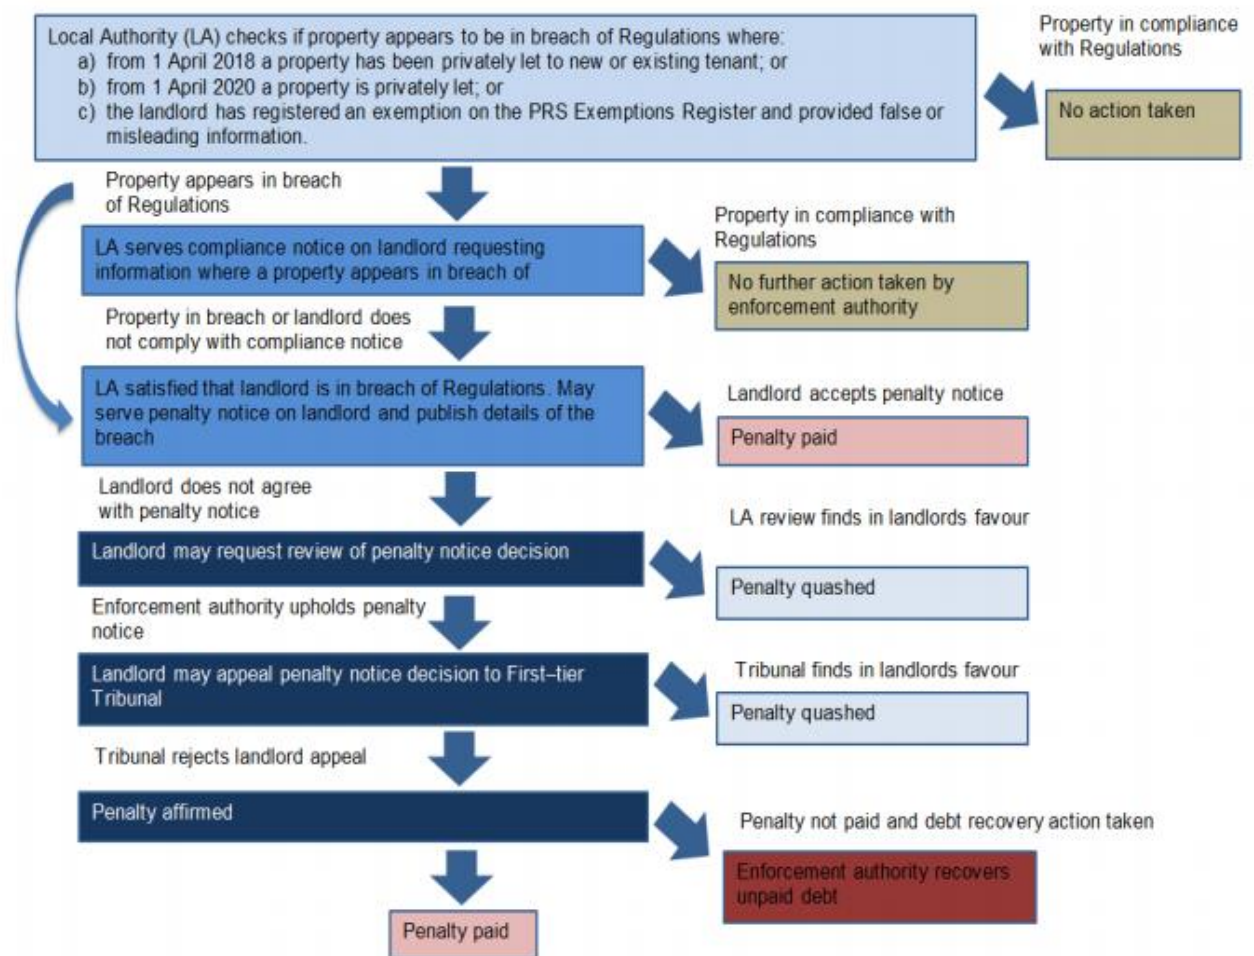 Local Authority (LA) checks if property appears to be in breach of Regulations where:
a) from 1 April 2018 a property has been privately let to new or existing tenant; or
b) from 1 April 2020 a property is privately let; or
c) the landlord has registered an exemption on the PRS Exemptions Register and provided false or
misleading information.
Property in compliance
with Regulations
No action taken
Property appears in breach
of Regulations
LA serves compliance notice on landlord requesting
information where a property appears in breach of
Property in compliance with
Regulations
No further action taken by
enforcement authority
Property in breach or landlord does
not comply with compliance notice
LA satisfied that landlord is in breach of Regulations. May
serve penalty notice on landlord and publish details of the
breach
Landlord accepts penalty notice
Penalty paid
Landlord does not agree
with penalty notice
LA review finds in landlords favour
Landlord may request review of penalty notice decision
Penalty quashed
Enforcement authority upholds penalty
notice
Landlord may appeal penalty notice decision to First–tier
Tribunal
Tribunal finds in landlords favour
Penalty quashed
Tribunal rejects landlord appeal
Penalty affirmed
Penalty not paid and debt recovery action taken
Enforcement authority recovers
unpaid debt
Penalty paid